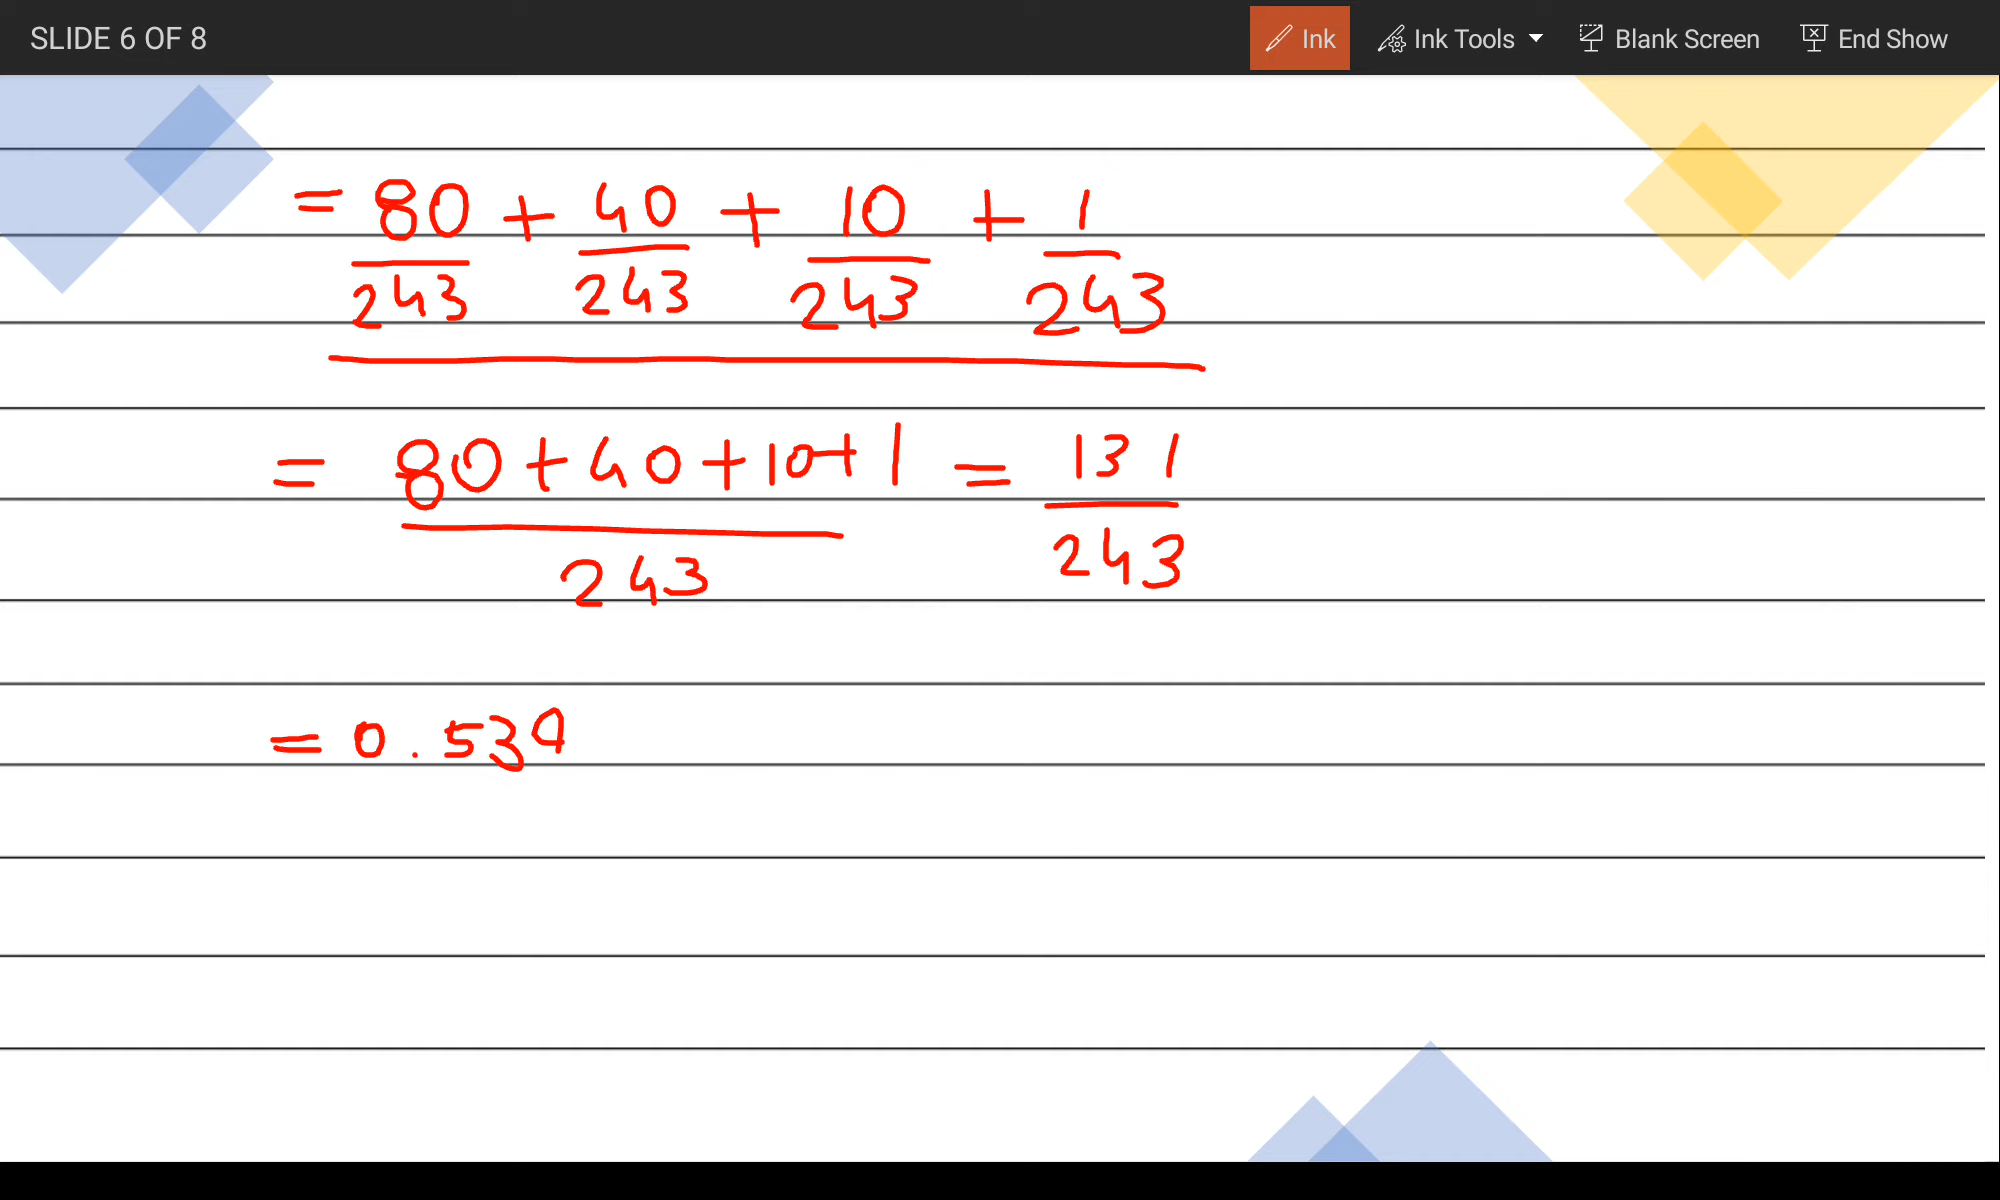 SLIDE 6 OF 8 Ink Ink Tools Blank Screen End Show
= 80/243 + 40/243 + 10/243 + 1/243
= 80+40+10+1/243 = 131/243
= 0.539